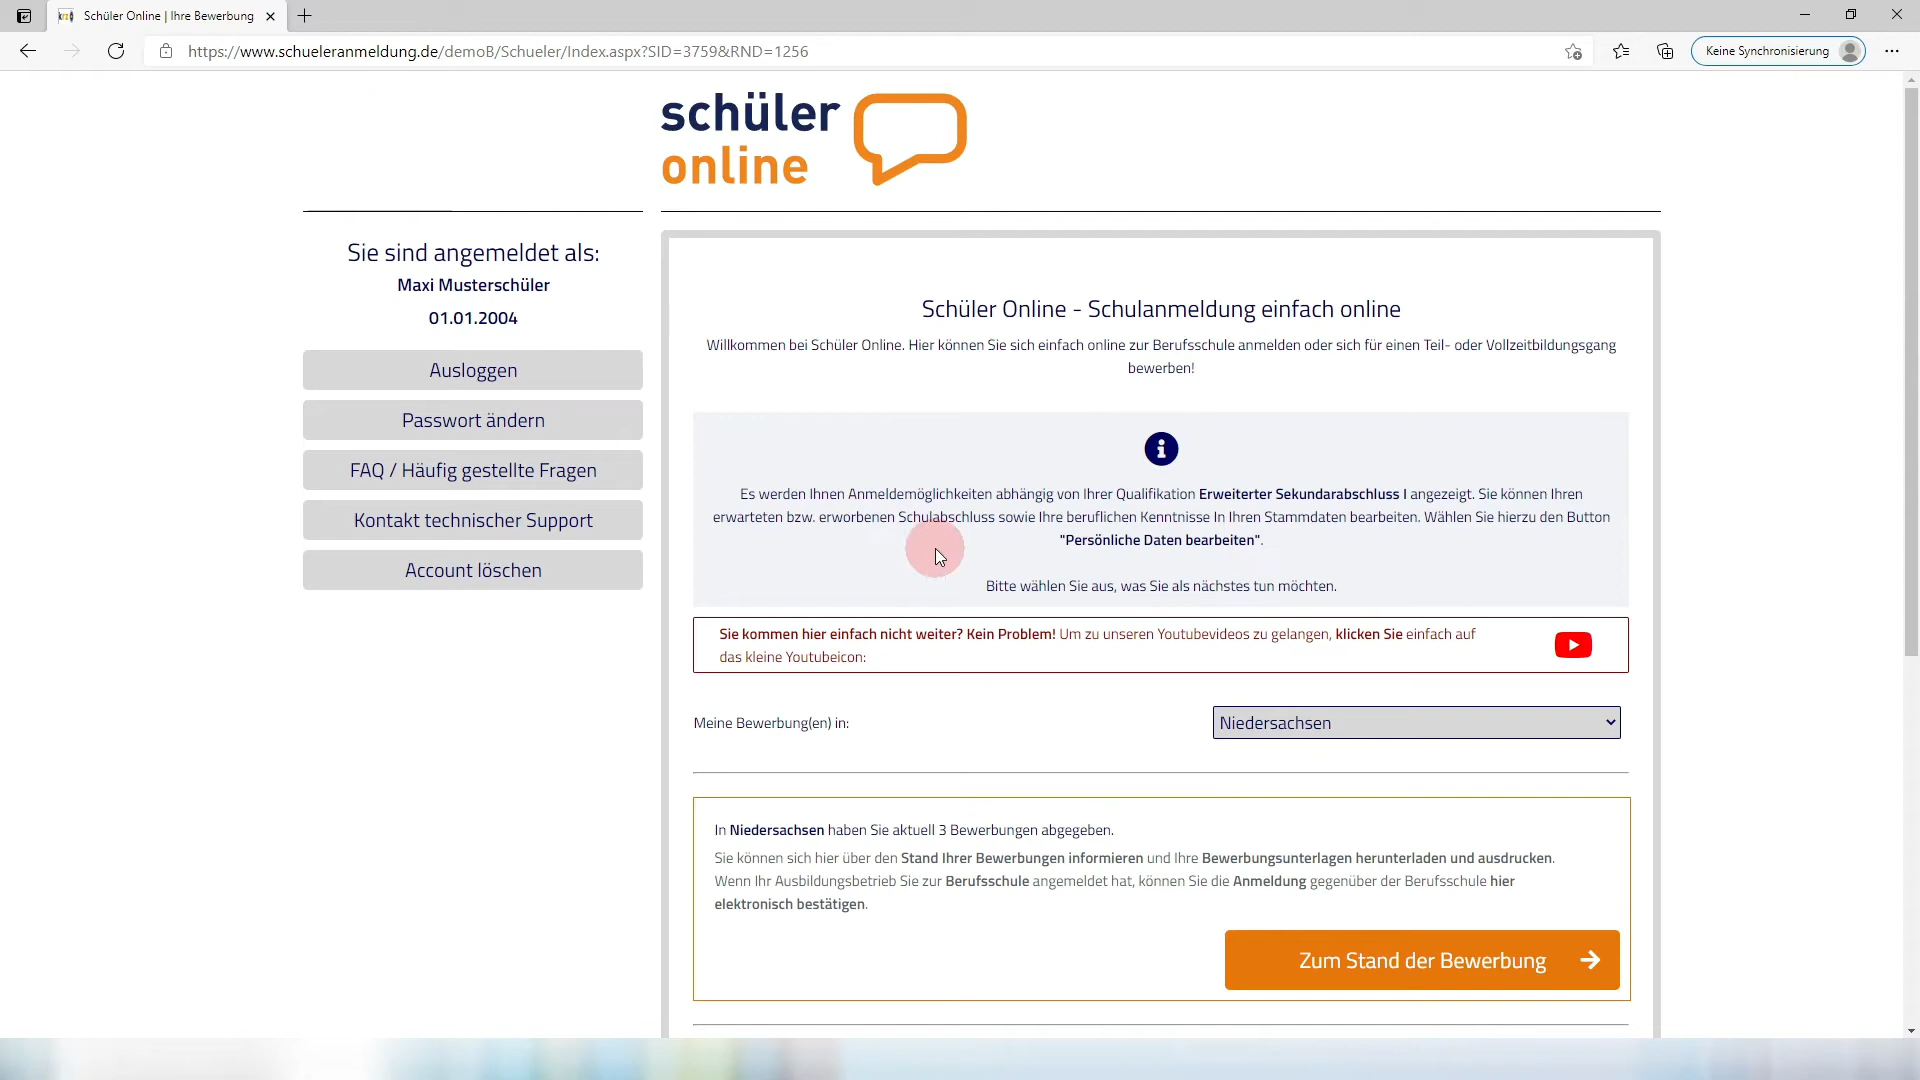 Schüler Online | Ihre Bewerbung
https://www.schueleranmeldung.de/demoB/Schueler/Index.aspx?SID=3759&RND=1256
Keine Synchronisierung
schüler
online
Sie sind angemeldet als:
Maxi Musterschüler
01.01.2004
Ausloggen
Passwort ändern
FAQ / Häufig gestellte Fragen
Kontakt technischer Support
Account löschen
Schüler Online - Schulanmeldung einfach online
Willkommen bei Schüler Online. Hier können Sie sich einfach online zur Berufsschule anmelden oder sich für einen Teil- oder Vollzeitbildungsgang
bewerben!
Es werden Ihnen Anmeldemöglichkeiten abhängig von Ihrer Qualifikation Erweiterter Sekundarabschluss I angezeigt. Sie können Ihren
erwarteten bzw. erworbenen Schulabschluss sowie Ihre beruflichen Kenntnisse In Ihren Stammdaten bearbeiten. Wählen Sie hierzu den Button
"Persönliche Daten bearbeiten".
Bitte wählen Sie aus, was Sie als nächstes tun möchten.
Sie kommen hier einfach nicht weiter? Kein Problem! Um zu unseren Youtubevideos zu gelangen, klicken Sie einfach auf
das kleine Youtubeicon:
Meine Bewerbung(en) in:
Niedersachsen
In Niedersachsen haben Sie aktuell 3 Bewerbungen abgegeben.
Sie können sich hier über den Stand Ihrer Bewerbungen informieren und Ihre Bewerbungsunterlagen herunterladen und ausdrucken.
Wenn Ihr Ausbildungsbetrieb Sie zur Berufsschule angemeldet hat, können Sie die Anmeldung gegenüber der Berufsschule hier
elektronisch bestätigen.
Zum Stand der Bewerbung